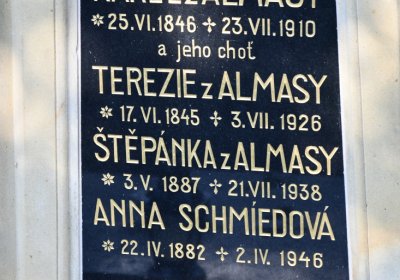 ✲ 25. VI. 1846 ✢ 23. VII. 1910
a jeho choť
TEREZIE z ALMASY
✲ 17. VI. 1845 ✢ 3. VII. 1926
ŠTĚPÁNKA z ALMASY
✲ 3. V. 1887 ✢ 21. VII. 1938
ANNA SCHMÍEDOVÁ
✲ 22. IV. 1882 ✢ 2. IV. 1946